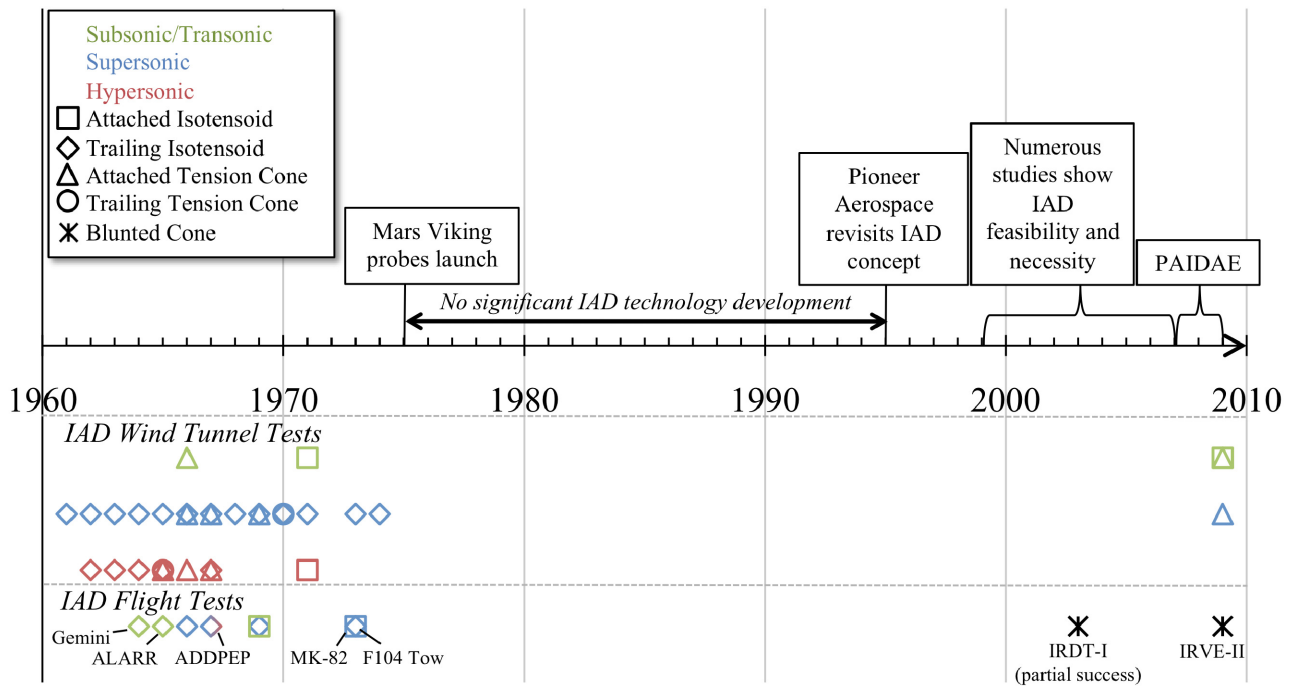 Subsonic/Transonic
Supersonic
Hypersonic
Attached Isotensoid
Trailing Isotensoid
Attached Tension Cone
Trailing Tension Cone
Blunted Cone
Mars Viking
probes launch
Pioneer
Aerospace
revisits IAD
concept
Numerous
studies show
IAD
feasibility and
necessity
PAIDAE
No significant IAD technology development
1960 1970 1980 1990 2000 2010
IAD Wind Tunnel Tests
IAD Flight Tests
Gemini
ALARR
ADDPEP
MK-82
F104 Tow
IRDT-I
(partial success)
IRVE-II